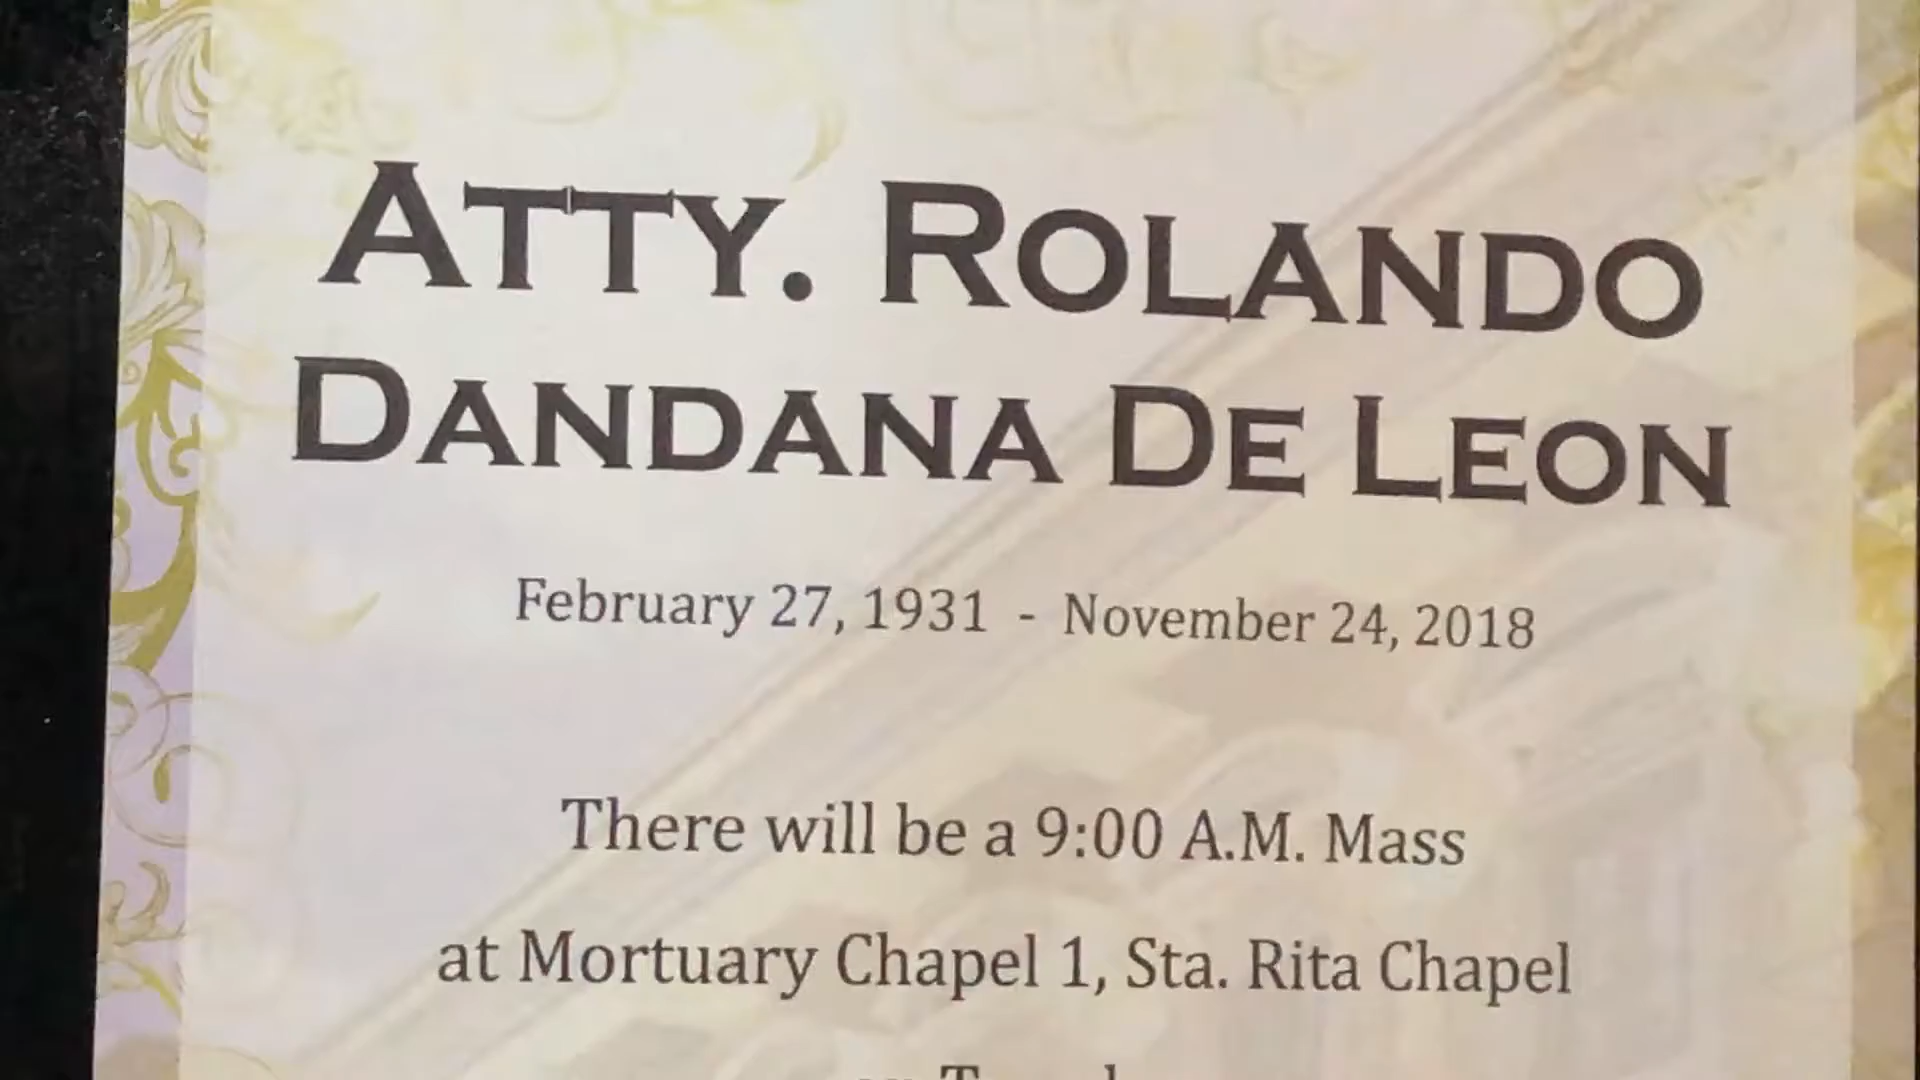 ATTY. ROLANDO
DANDANA DE LEON
February 27, 1931 - November 24, 2018
There will be a 9:00 A.M. Mass
at Mortuary Chapel 1, Sta. Rita Chapel